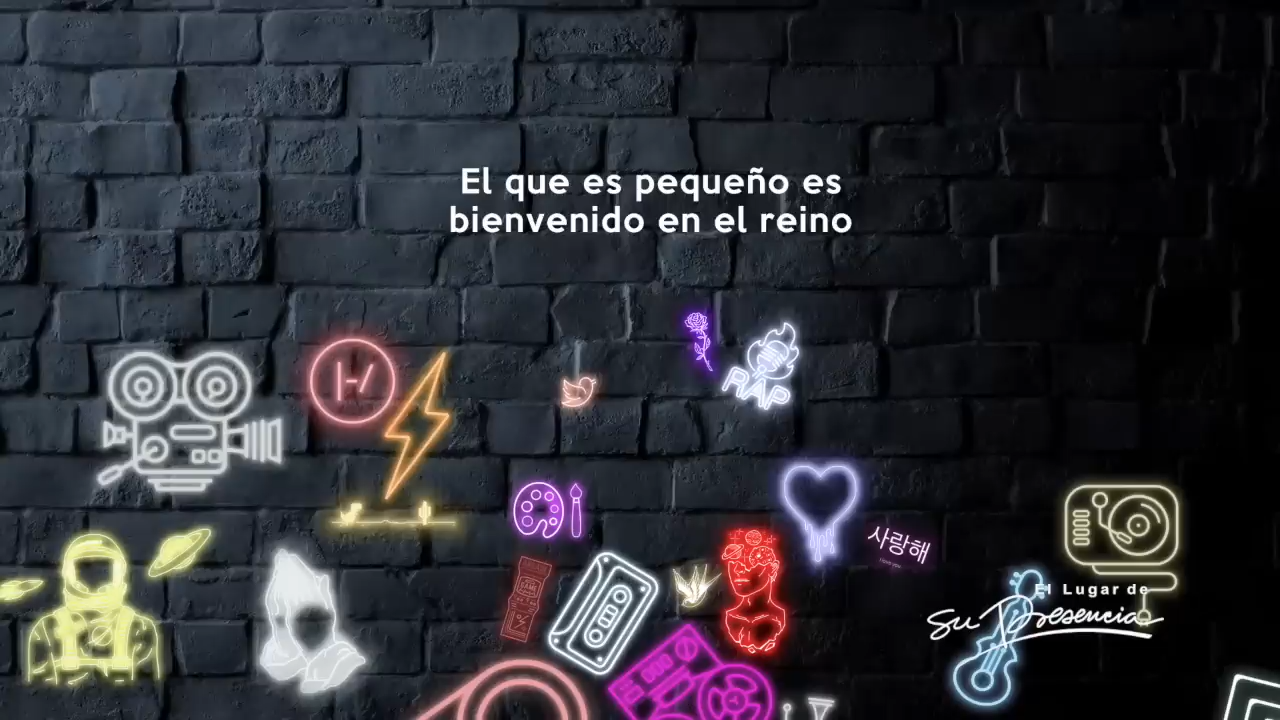 El que es pequeño es
bienvenido en el reino
RAP
사랑해
El Lugar de
Su Presencia